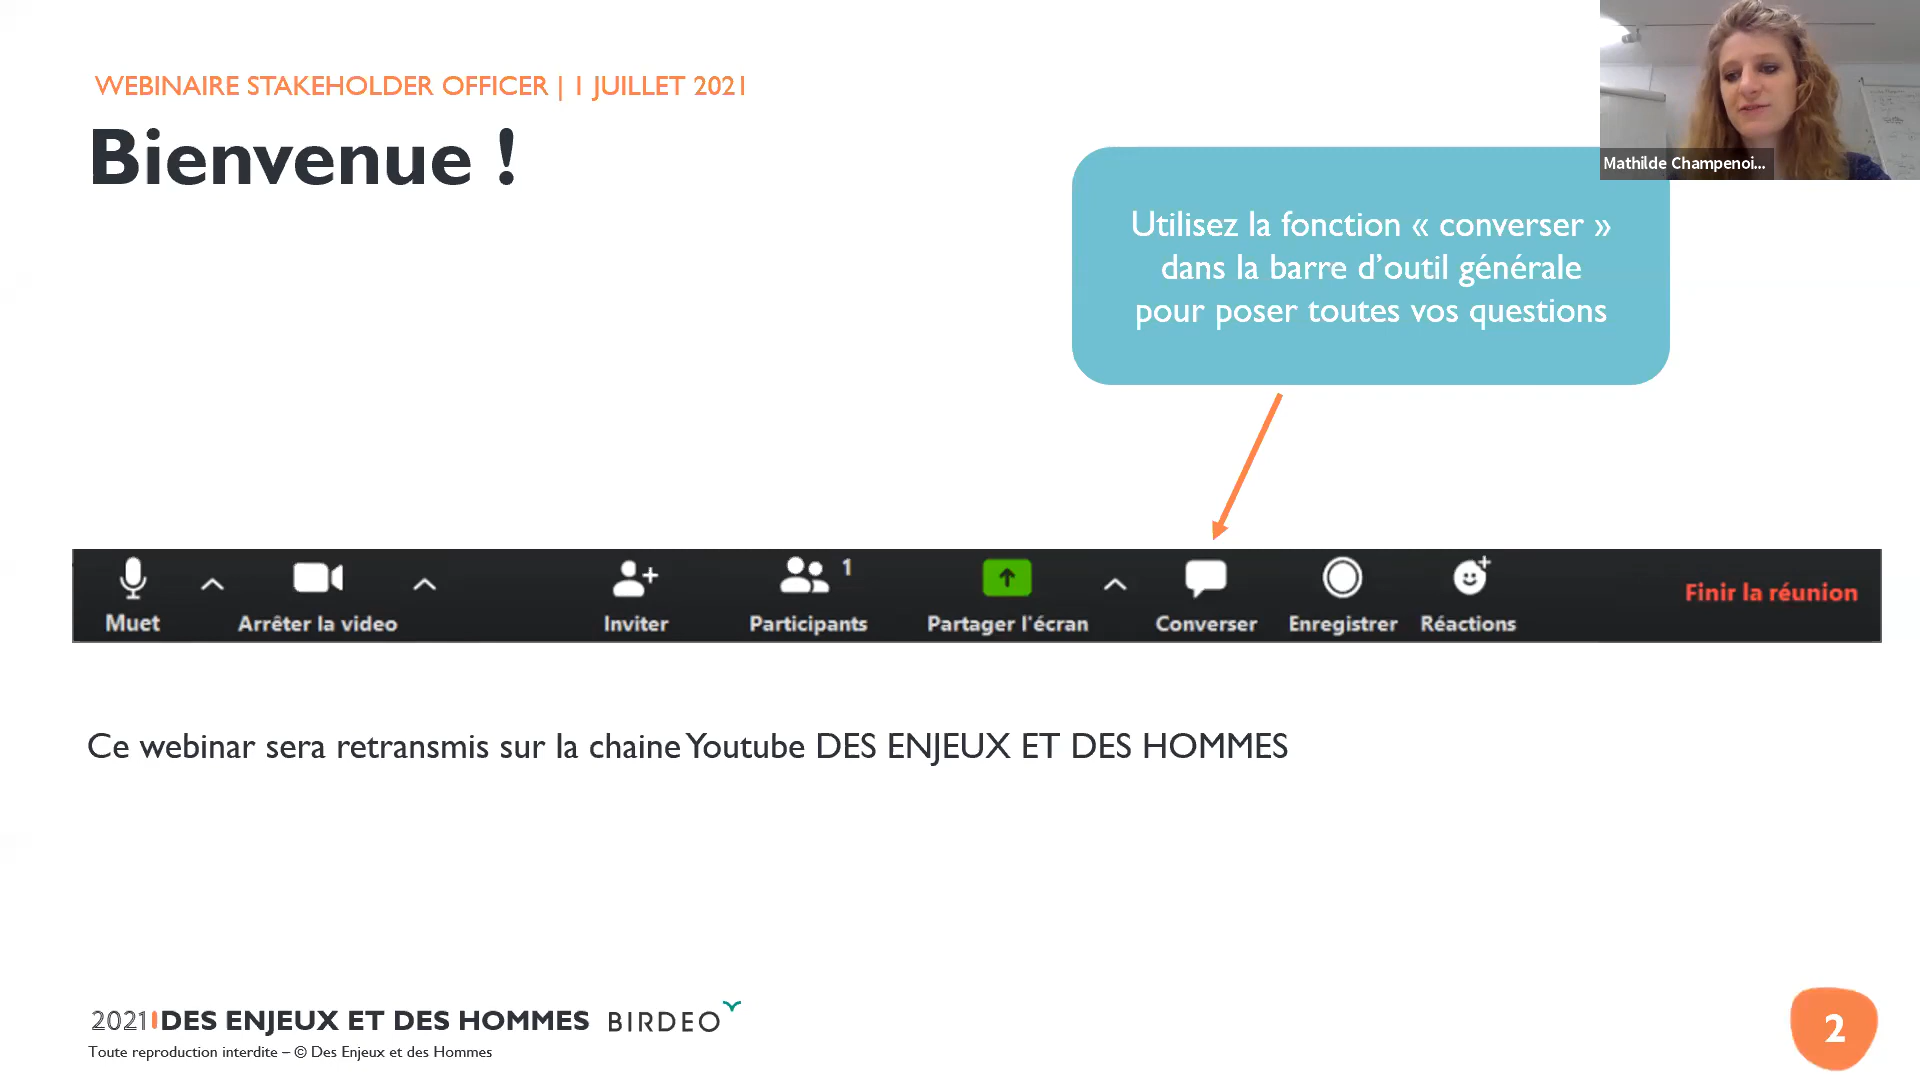 WEBINAIRE STAKEHOLDER OFFICER | 1 JUILLET 2021
Bienvenue !
Mathilde Champenoi...
Utilisez la fonction « converser »
dans la barre d’outil générale
pour poser toutes vos questions
Muet
Arrêter la video
Inviter
1
Participants
Partager l'écran
Converser
Enregistrer
Réactions
Finir la réunion
Ce webinar sera retransmis sur la chaine Youtube DES ENJEUX ET DES HOMMES
2021 DES ENJEUX ET DES HOMMES BIRDEO
Toute reproduction interdite – © Des Enjeux et des Hommes
2